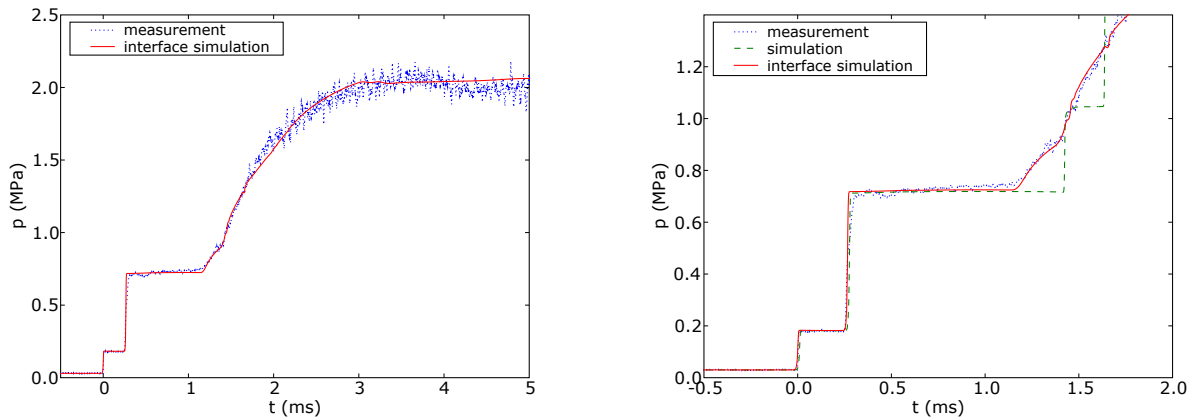 2.5
2.0
1.5
1.0
0.5
0.0
p (MPa)
measurement
interface simulation
0
1
2
3
4
5
t (ms)
1.2
1.0
0.8
0.6
0.4
0.2
0.0
p (MPa)
measurement
simulation
interface simulation
-0.5
0.0
0.5
1.0
1.5
2.0
t (ms)